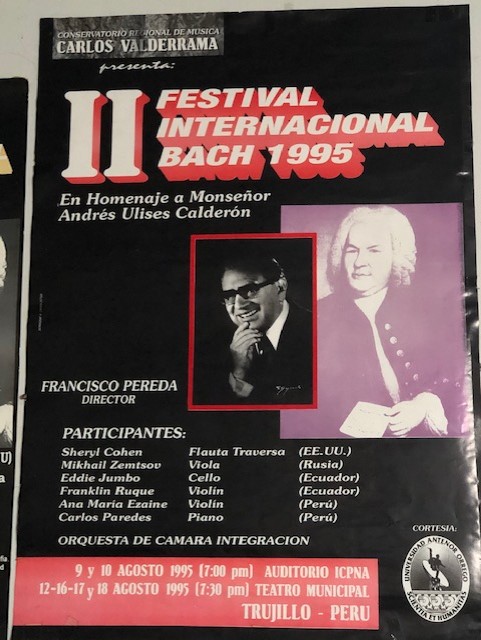 CONSERVATORIO REGIONAL DE MUSICA
CARLOS VALDERRAMA
presenta:
II FESTIVAL
INTERNACIONAL
BACH 1995
En Homenaje a Monseñor
Andrés Ulises Calderón
FRANCISCO PEREDA
DIRECTOR
PARTICIPANTES:
Sheryl Cohen Flauta Traversa (EE.UU.)
Mikhail Zemtsov Viola (Rusia)
Eddie Jumbo Cello (Ecuador)
Franklin Ruque Violín (Ecuador)
Ana María Ezaine Violín (Perú)
Carlos Paredes Piano (Perú)
ORQUESTA DE CAMARA INTEGRACION
CORTESIA:
UNIVERSIDAD ANTENOR ORREGO
SCIENTIA ET HUMANITAS
9 y 10 AGOSTO 1995 (7:00 pm) AUDITORIO ICPNA
12-16-17 y 18 AGOSTO 1995 (7:30 pm) TEATRO MUNICIPAL
TRUJILLO - PERU